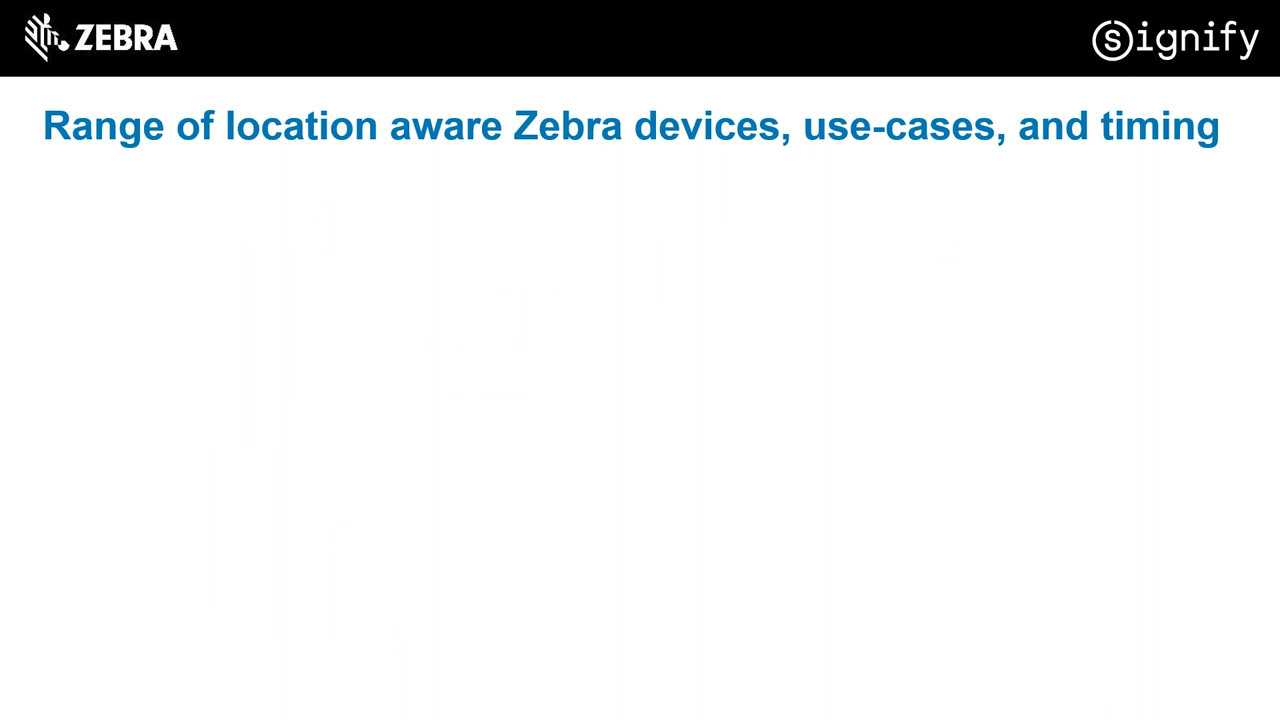 ZEBRA
Signify
Range of location aware Zebra devices, use-cases, and timing